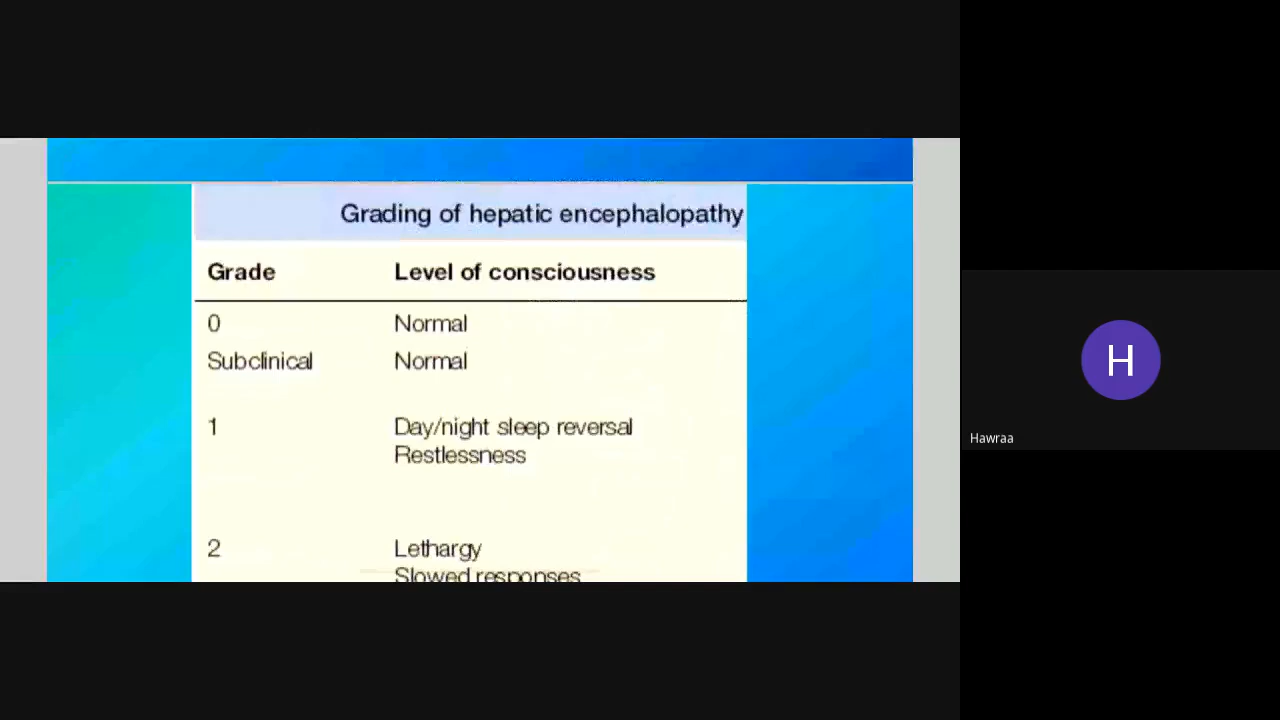 Grading of hepatic encephalopathy
Grade Level of consciousness
0 Normal
Subclinical Normal
1 Day/night sleep reversal
Restlessness
2 Lethargy
Slowed responses
H
Hawraa